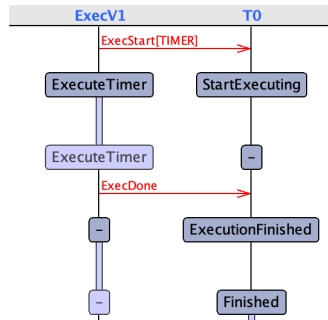 ExecV1 T0
ExecStart[TIMER]
ExecuteTimer StartExecuting
ExecuteTimer –
ExecDone
– ExecutionFinished
– Finished